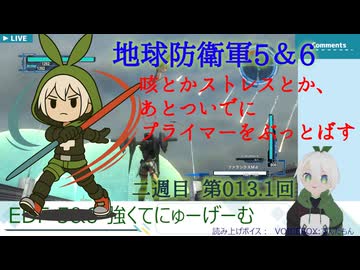 LIVE
Comments
地球防衛軍5&6
咳とかストレスとか、
あとついでに
プライマーをぶっとばす
二週目 第013.1回
強くてにゅーげーむ
読み上げボイス: